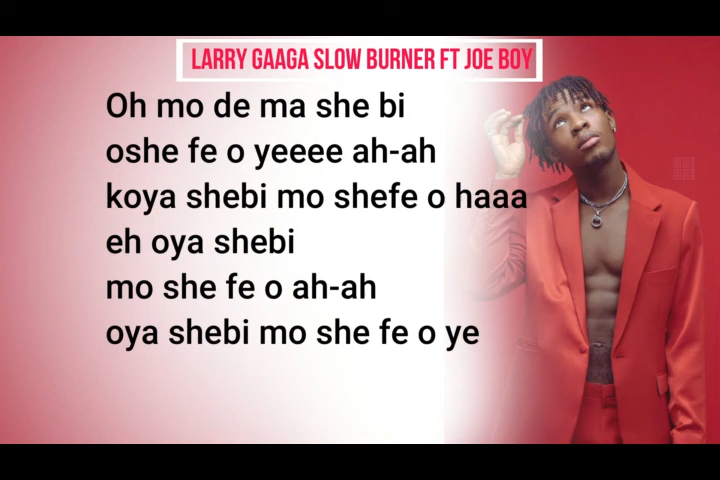 LARRY GAAGA SLOW BURNER FT JOE BOY
Oh mo de ma she bi
oshe fe o yeeee ah-ah
koya shebi mo shefe o haaa
eh oya shebi
mo she fe o ah-ah
oya shebi mo she fe o ye